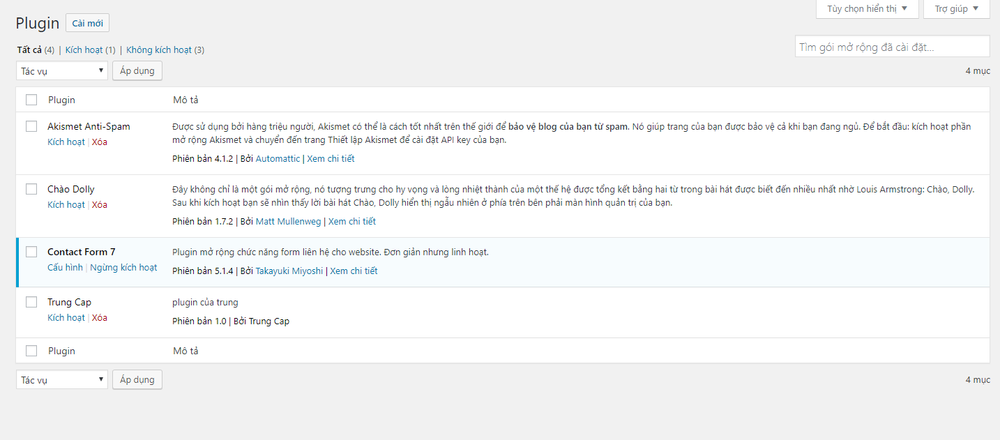 Tùy chọn hiển thị ▼ Trợ giúp ▼
Plugin Cài mới
Tất cả (4) | Kích hoạt (1) | Không kích hoạt (3)
Tìm gói mở rộng đã cài đặt...
Tác vụ ▼ Áp dụng
4 mục
Plugin Mô tả
Akismet Anti-Spam Được sử dụng bởi hàng triệu người, Akismet có thể là cách tốt nhất trên thế giới để bảo vệ blog của bạn từ spam. Nó giúp trang của bạn được bảo vệ cả khi bạn đang ngủ. Để bắt đầu: kích hoạt phần
Kích hoạt | Xóa mở rộng Akismet và chuyển đến trang Thiết lập Akismet để cài đặt API key của bạn.
Phiên bản 4.1.2 | Bởi Automattic | Xem chi tiết
Chào Dolly Đây không chỉ là một gói mở rộng, nó tượng trưng cho hy vọng và lòng nhiệt thành của một thế hệ được tổng kết bằng hai từ trong bài hát được biết đến nhiều nhất nhờ Louis Armstrong: Chào, Dolly.
Kích hoạt | Xóa Sau khi kích hoạt bạn sẽ nhìn thấy lời bài hát Chào, Dolly hiển thị ngẫu nhiên ở phía trên bên phải màn hình quản trị của bạn.
Phiên bản 1.7.2 | Bởi Matt Mullenweg | Xem chi tiết
Contact Form 7 Plugin mở rộng chức năng form liên hệ cho website. Đơn giản nhưng linh hoạt.
Cấu hình | Ngừng kích hoạt Phiên bản 5.1.4 | Bởi Takayuki Miyoshi | Xem chi tiết
Trung Cap plugin của trung
Kích hoạt | Xóa Phiên bản 1.0 | Bởi Trung Cap
Plugin Mô tả
Tác vụ ▼ Áp dụng
4 mục